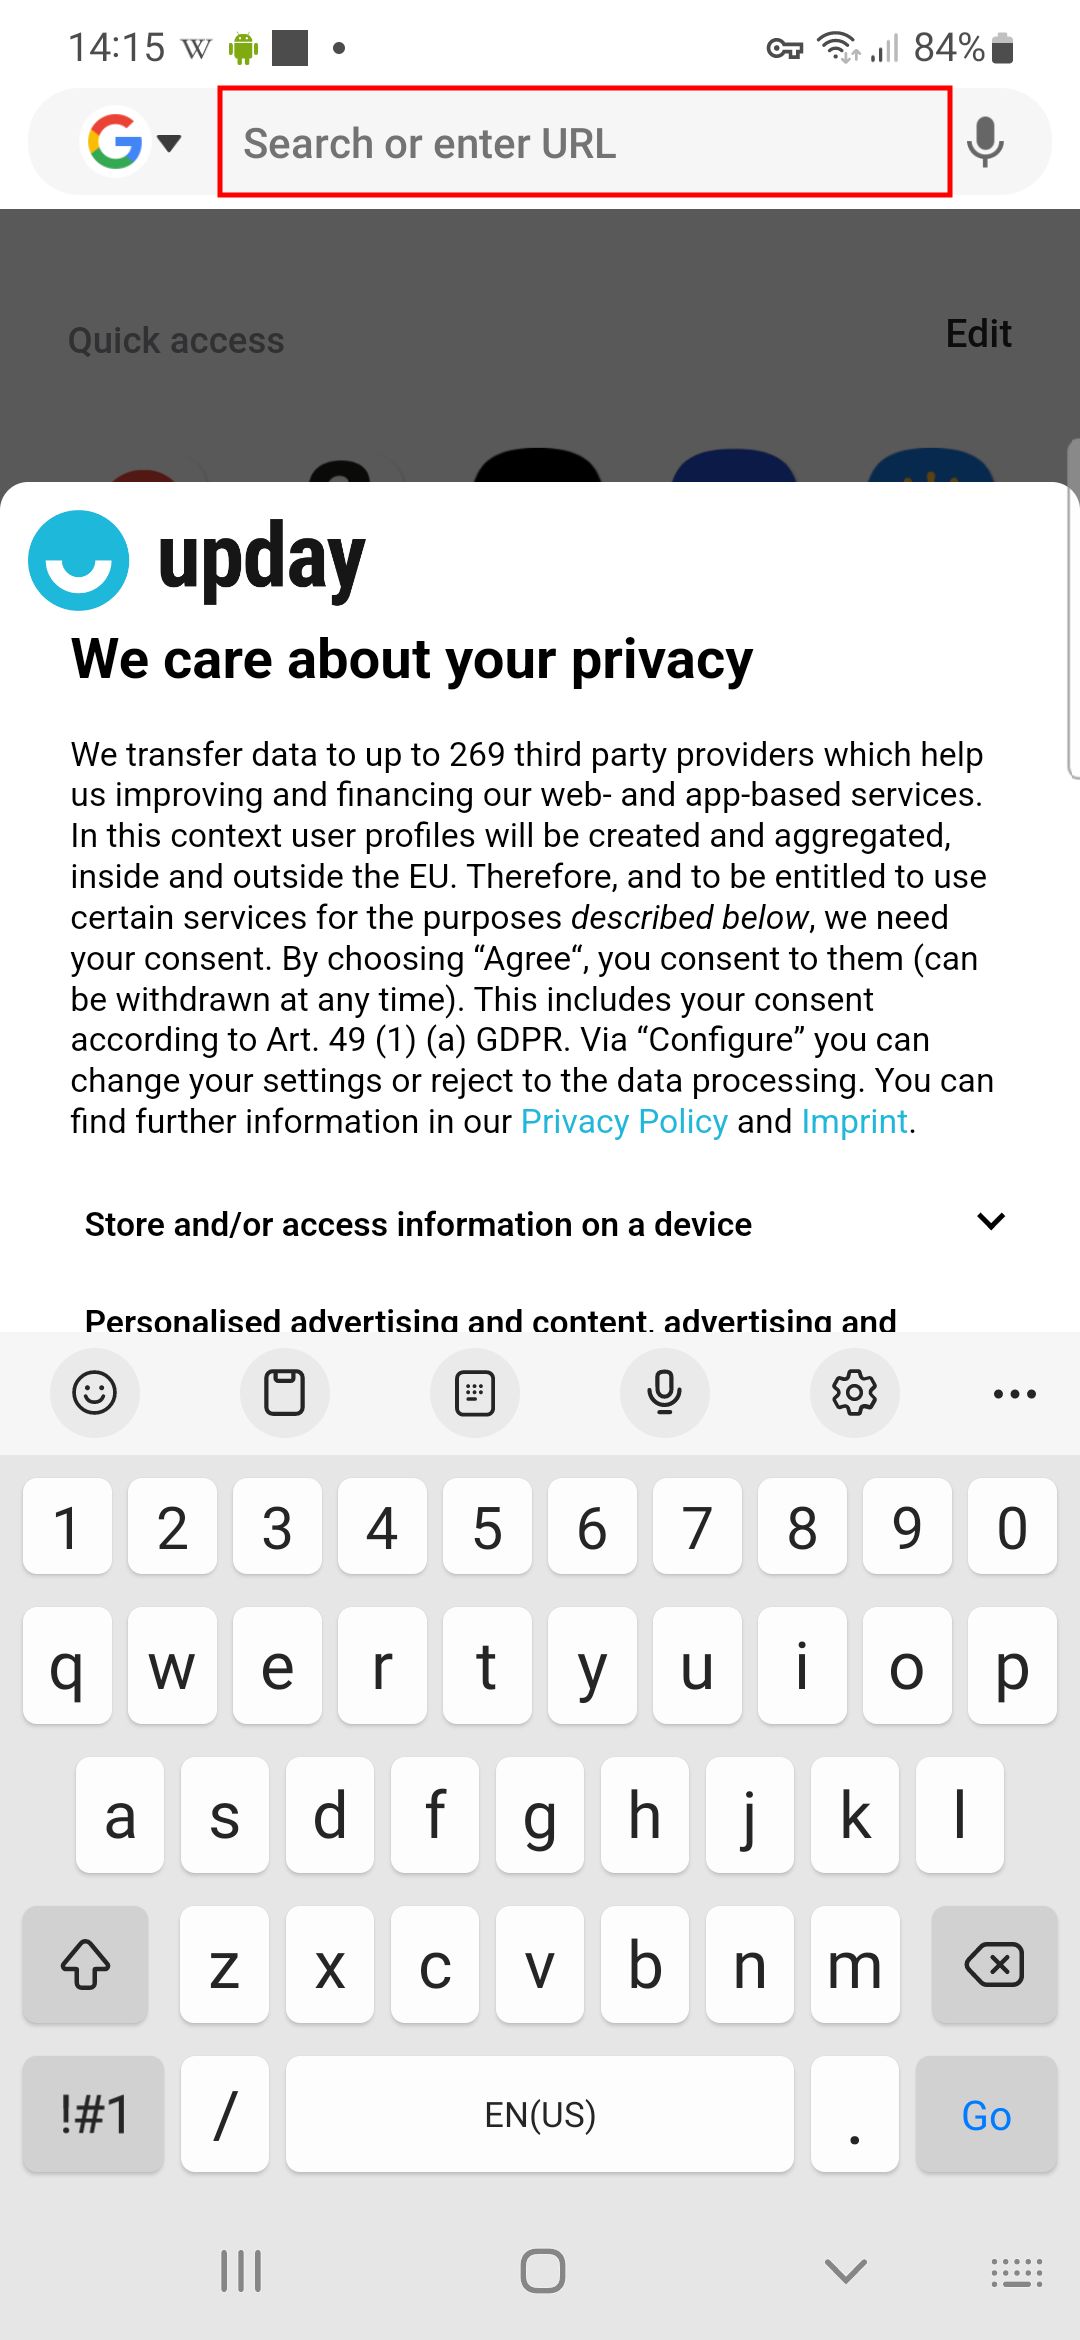 14:15 W 84%
Search or enter URL
Quick access
Edit
upday
We care about your privacy
We transfer data to up to 269 third party providers which help
us improving and financing our web- and app-based services.
In this context user profiles will be created and aggregated,
inside and outside the EU. Therefore, and to be entitled to use
certain services for the purposes described below, we need
your consent. By choosing “Agree“, you consent to them (can
be withdrawn at any time). This includes your consent
according to Art. 49 (1) (a) GDPR. Via “Configure” you can
change your settings or reject to the data processing. You can
find further information in our Privacy Policy and Imprint.
Store and/or access information on a device
Personalised advertising and content, advertising and
1 2 3 4 5 6 7 8 9 0
q w e r t y u i o p
a s d f g h j k l
z x c v b n m
!#1 / EN(US) . Go